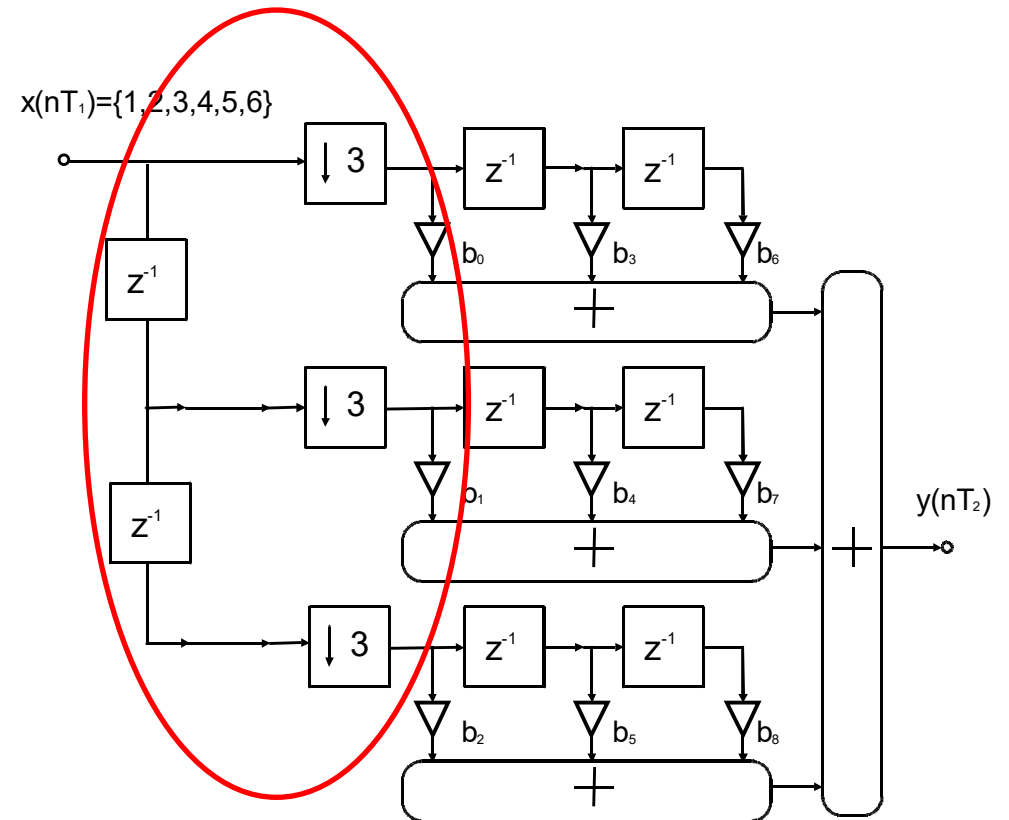 x(nT₁)={1,2,3,4,5,6}
↓ 3
z⁻¹
z⁻¹
b₀
b₃
b₆
+
z⁻¹
↓ 3
z⁻¹
z⁻¹
b₁
b₄
b₇
+
y(nT₂)
+
z⁻¹
↓ 3
z⁻¹
z⁻¹
b₂
b₅
b₈
+